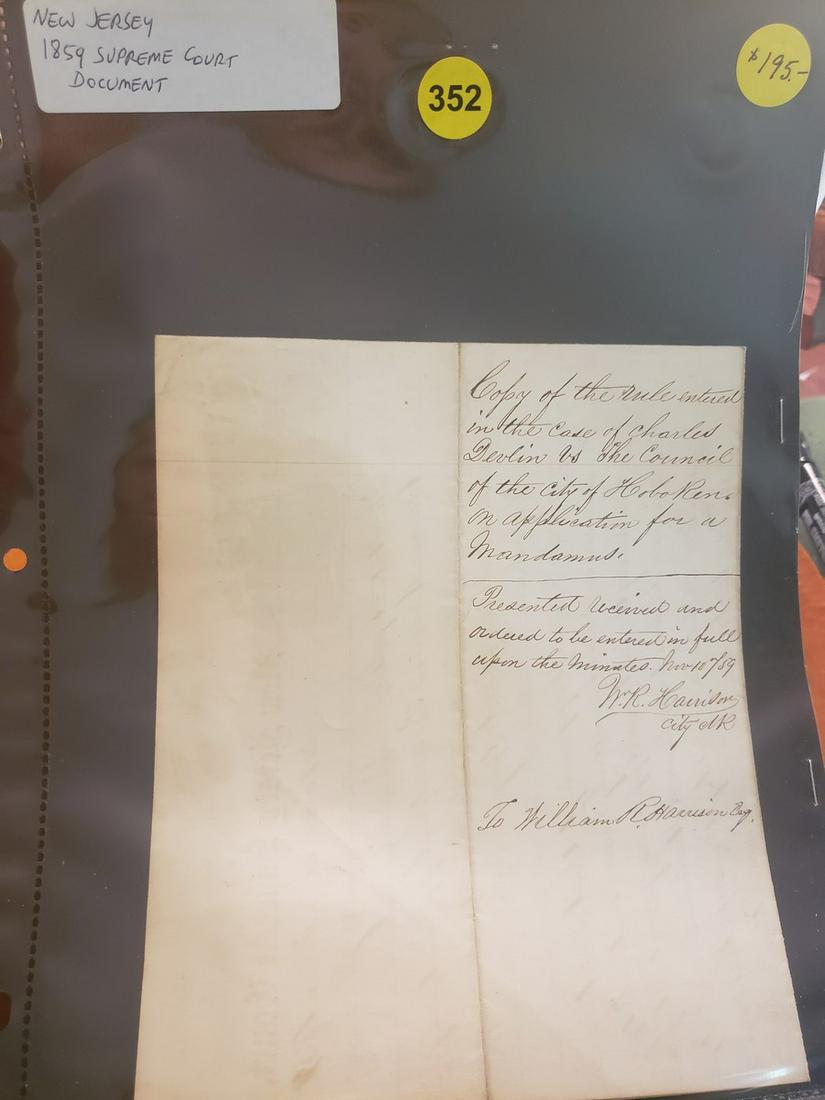 NEW JERSEY
1859 SUPREME COURT
DOCUMENT
352
$195.-
Copy of the rule entered
in the case of Charles
Devlin vs The Council
of the city of Hoboken.
on application for a
Mandamus.
Presented received and
ordered to be entered in full
upon the minutes. Nov 10/59
Wm R. Harrison
City Clk
To William R. Harrison Esq.